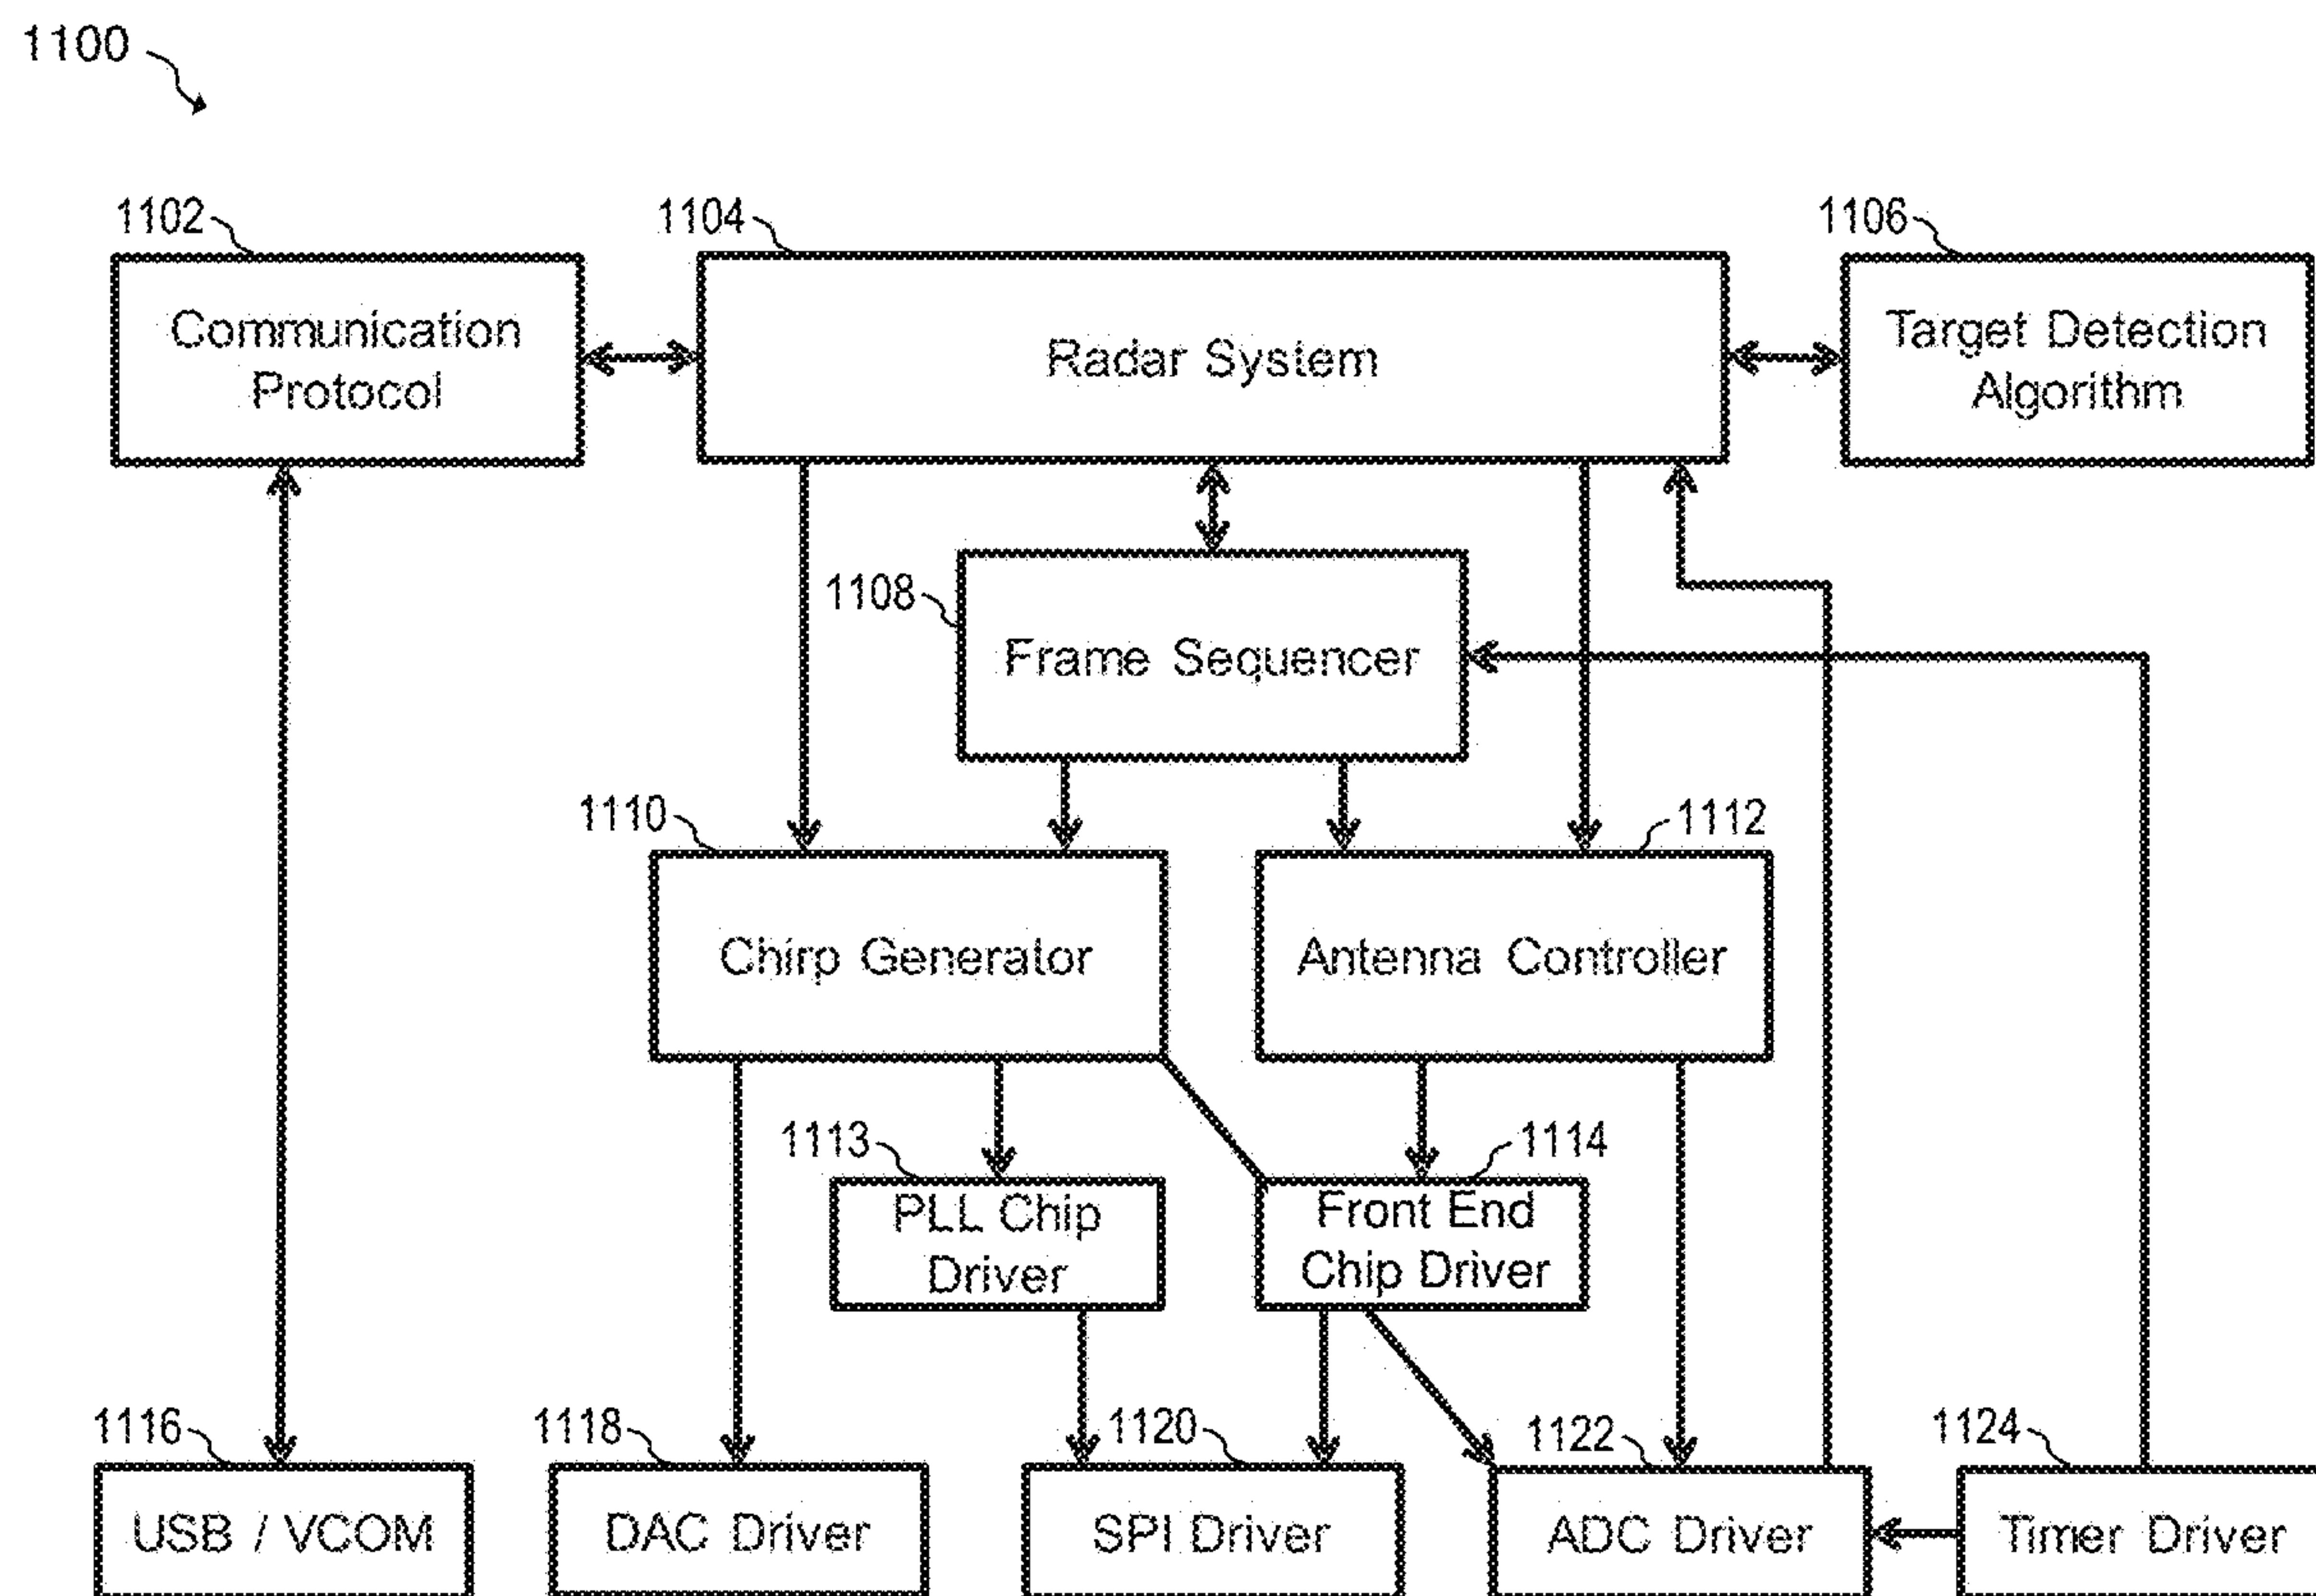 1100
1102
1104
1106
Communication
Protocol
Radar System
Target Detection
Algorithm
1108
Frame Sequencer
1110
1112
Chirp Generator
Antenna Controller
1113
1114
PLL Chip
Driver
Front End
Chip Driver
1116
1118
1120
1122
1124
USB / VCOM
DAC Driver
SPI Driver
ADC Driver
Timer Driver